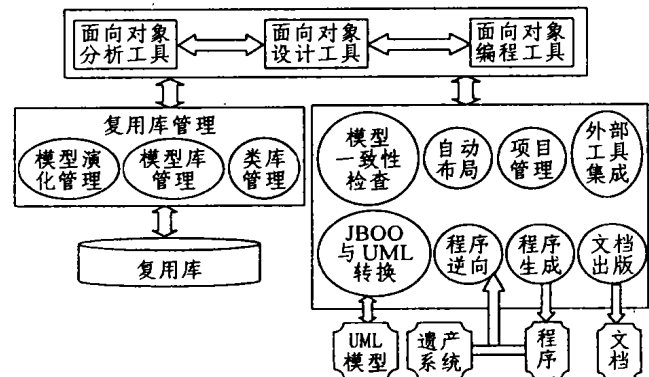 面向对象
分析工具
面向对象
设计工具
面向对象
编程工具
复用库管理
模型演
化管理
模型库
管理
类库
管理
复用库
模型
一致性
检查
自动
布局
项目
管理
外部
工具
集成
JBOO
与UML
转换
程序
逆向
程序
生成
文档
出版
UML
模型
遗产
系统
程
序
文
档